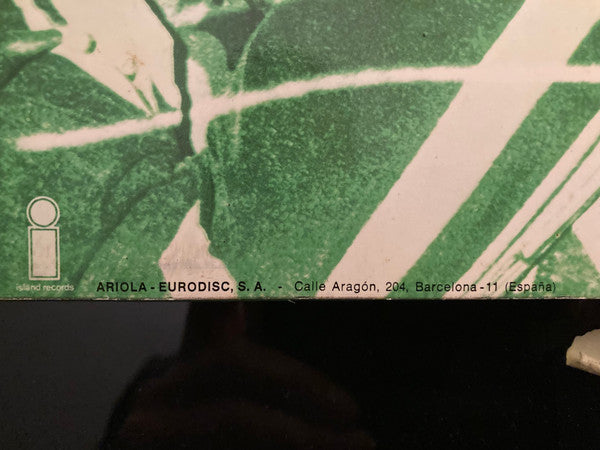 island records
ARIOLA - EURODISC, S. A. - Calle Aragón, 204, Barcelona - 11 (España)